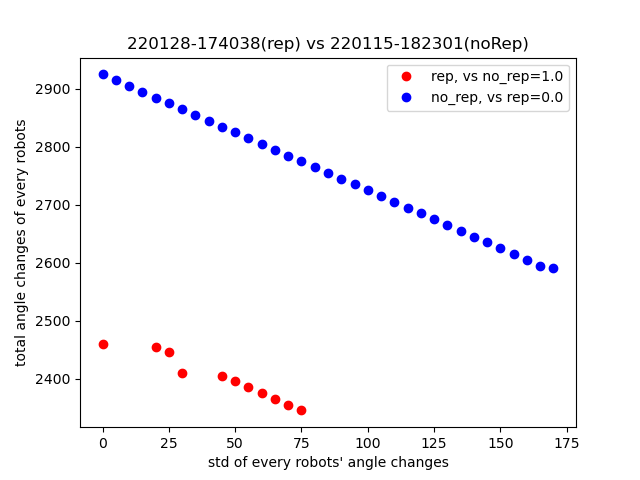 220128-174038(rep) vs 220115-182301(noRep)
rep, vs no_rep=1.0
no_rep, vs rep=0.0
total angle changes of every robots
2900
2800
2700
2600
2500
2400
0 25 50 75 100 125 150 175
std of every robots' angle changes